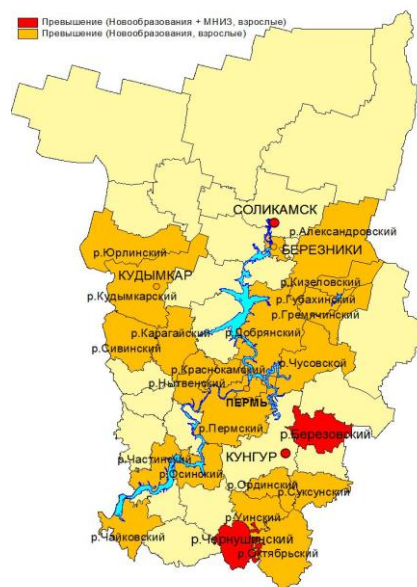 Превышение (Новообразования + МНИЗ, взрослые)
Превышение (Новообразования, взрослые)
СОЛИКАМСК
р.Александровский
р.Юрлинский
БЕРЕЗНИКИ
КУДЫМКАР
р.Кизеловский
р.Кудымкарский
р.Губахинский
р.Гремячинский
р.Карагайский
р.Добрянский
р.Сивинский
р.Краснокамский
р.Чусовской
р.Нытвенский
ПЕРМЬ
р.Пермский
р.Березовский
р.Частинский
КУНГУР
р.Осинский
р.Ординский
р.Суксунский
р.Уинский
р.Чайковский
р.Чернушинский
р.Октябрьский